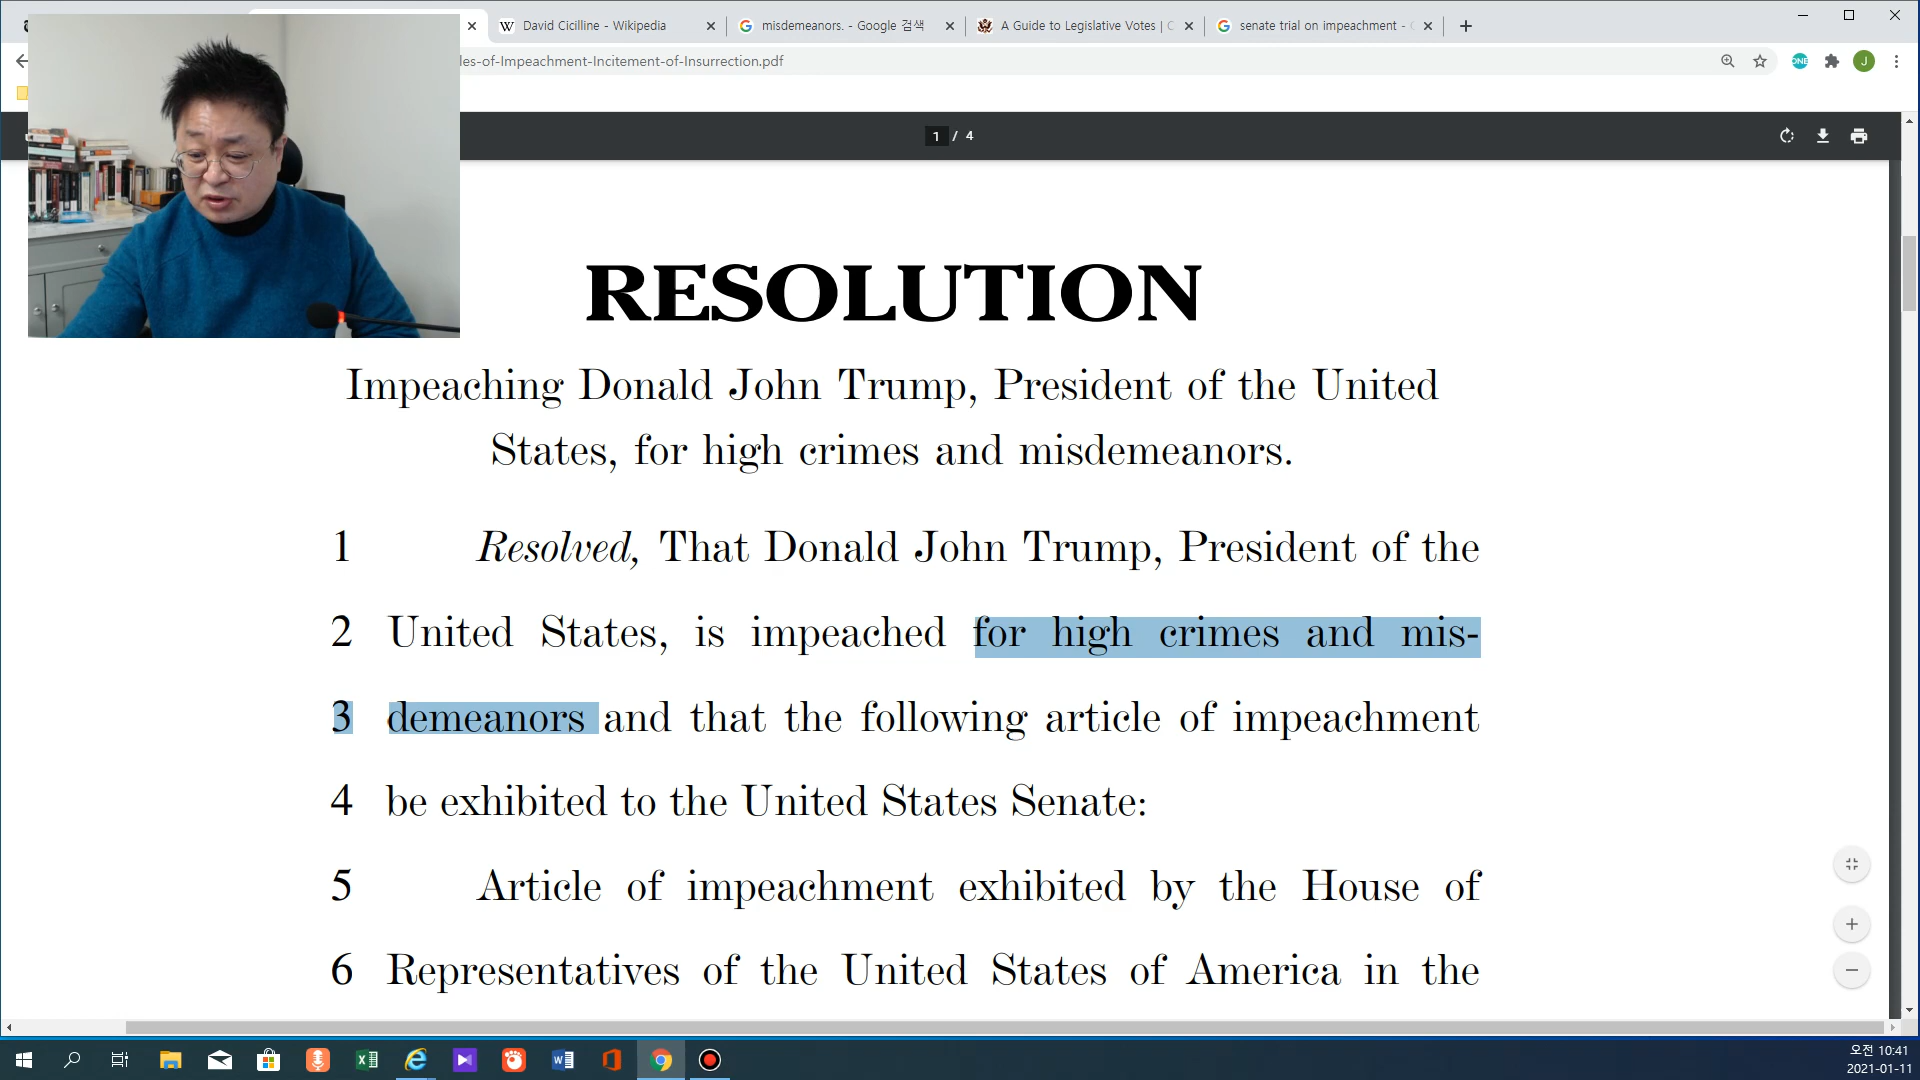 David Cicilline - Wikipedia
misdemeanors. - Google 검색
A Guide to Legislative Votes | C
senate trial on impeachment -
les-of-Impeachment-Incitement-of-Insurrection.pdf
ONE
J
1 / 4
RESOLUTION
Impeaching Donald John Trump, President of the United
States, for high crimes and misdemeanors.
1 Resolved, That Donald John Trump, President of the
2 United States, is impeached for high crimes and mis-
3 demeanors and that the following article of impeachment
4 be exhibited to the United States Senate:
5 Article of impeachment exhibited by the House of
6 Representatives of the United States of America in the
오전 10:41
2021-01-11